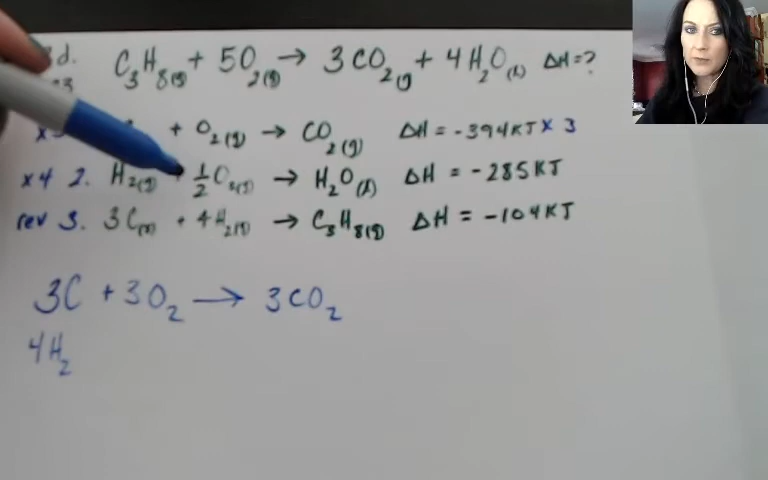 d. C₃H₈(g) + 5O₂(g) → 3CO₂(g) + 4H₂O(l) ΔH = ?
+ O₂(g) → CO₂(g) ΔH = -394KJ x 3
x4 2. H₂(g) + ½O₂(g) → H₂O(l) ΔH = -285KJ
rev 3. 3C(s) + 4H₂(g) → C₃H₈(g) ΔH = -104KJ
3C + 3O₂ → 3CO₂
4H₂